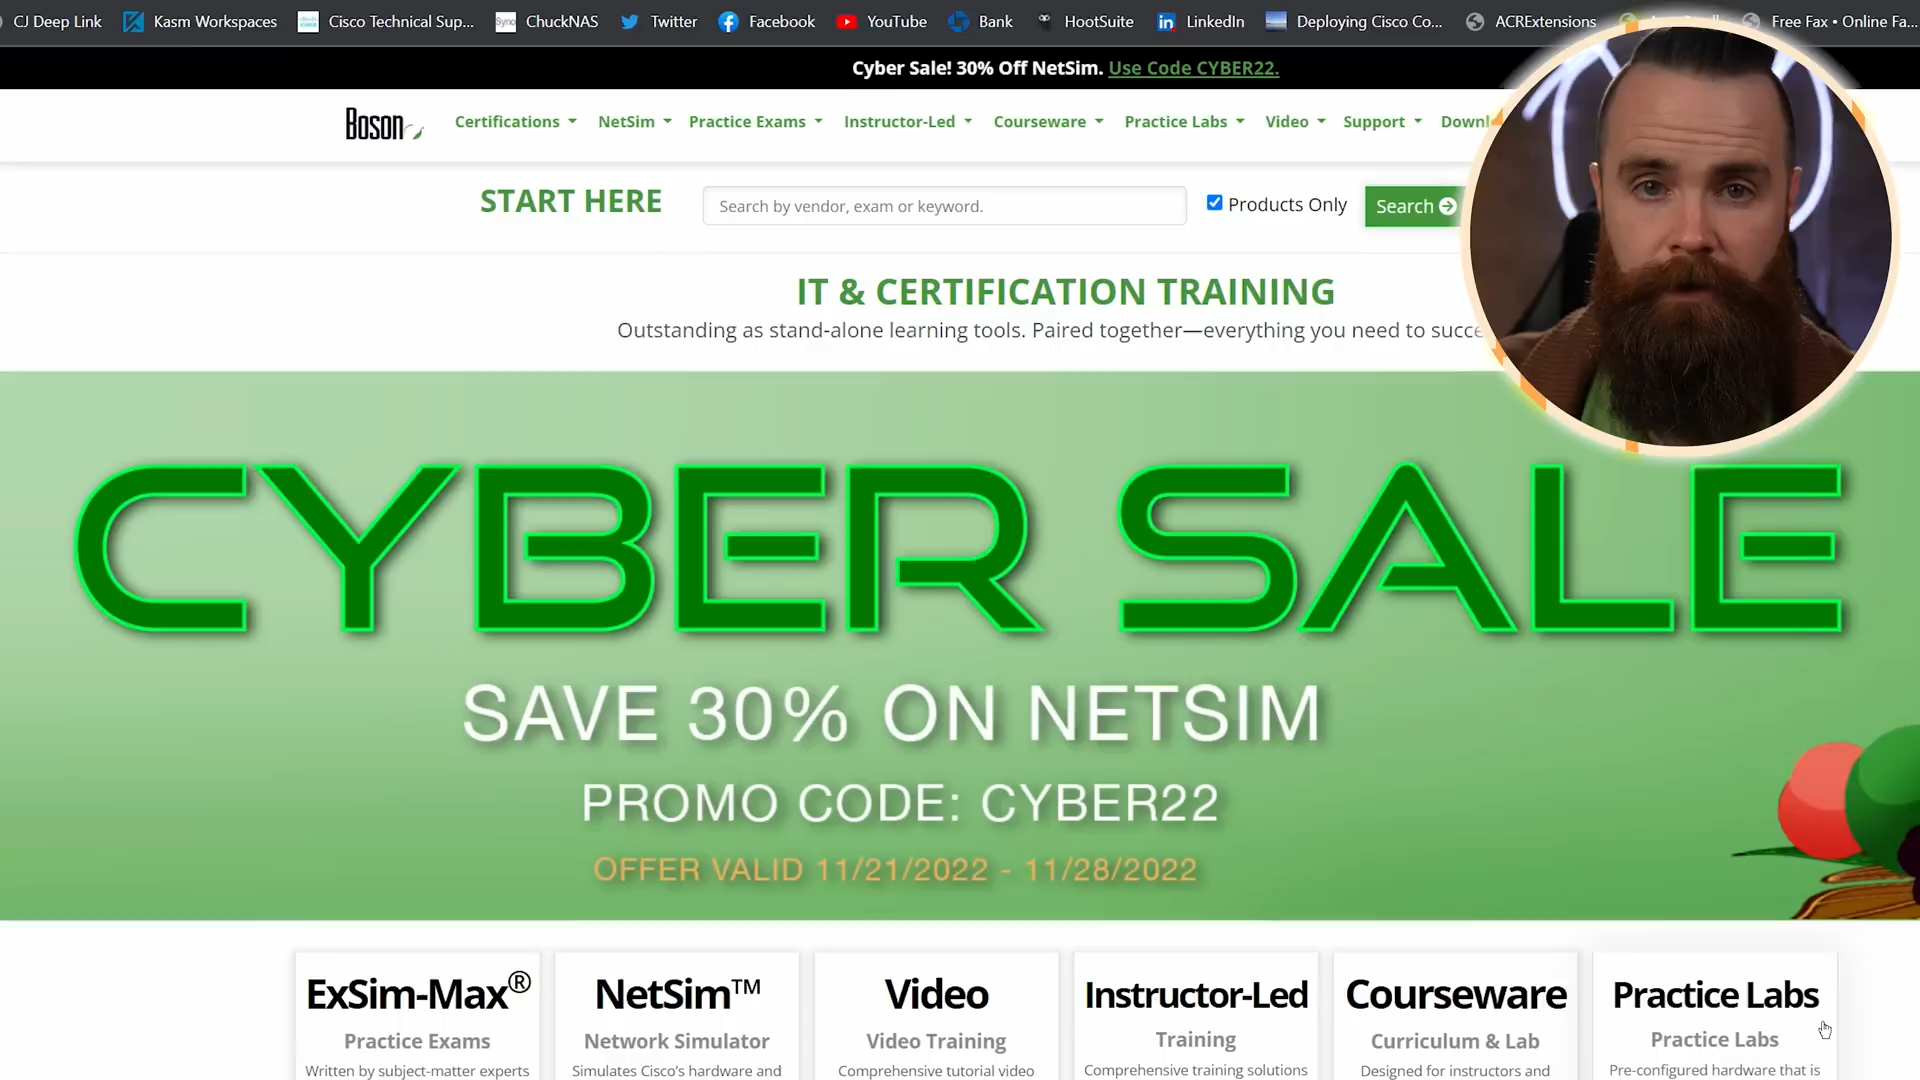 CJ Deep Link Kasm Workspaces Cisco Technical Sup... ChuckNAS Twitter Facebook YouTube Bank HootSuite LinkedIn Deploying Cisco Co... ACRExtensions Free Fax • Online Fa...
Cyber Sale! 30% Off NetSim. Use Code CYBER22.
Boson Certifications NetSim Practice Exams Instructor-Led Courseware Practice Labs Video Support
START HERE Search by vendor, exam or keyword. Products Only Search
IT & CERTIFICATION TRAINING
Outstanding as stand-alone learning tools. Paired together—everything you need to
CYBER SALE
SAVE 30% ON NETSIM
PROMO CODE: CYBER22
OFFER VALID 11/21/2022 - 11/28/2022
ExSim-Max® NetSim™ Video Instructor-Led Courseware Practice Labs
Practice Exams Network Simulator Video Training Training Curriculum & Lab Practice Labs
Written by subject-matter experts Simulates Cisco's hardware and Comprehensive tutorial video Comprehensive training solutions Designed for instructors and Pre-configured hardware that is